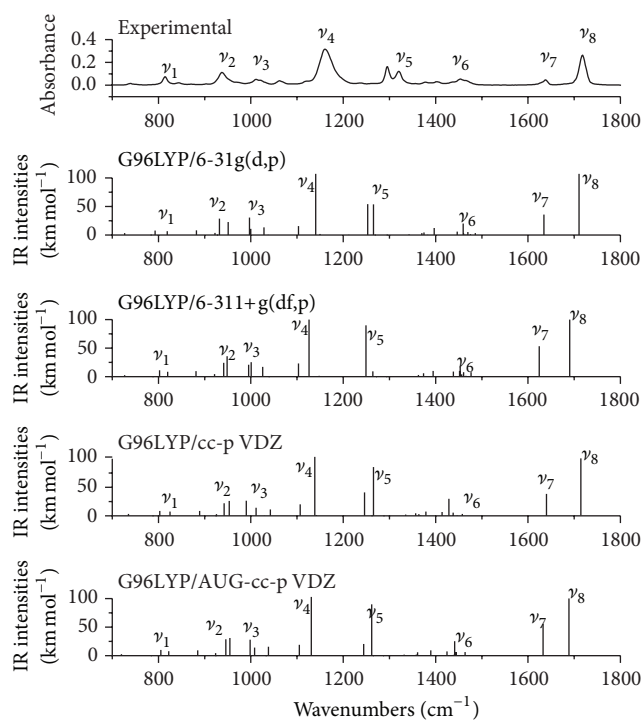 Experimental
Absorbance
0.4
0.2
0.0
ν1 ν2 ν3 ν4 ν5 ν6 ν7 ν8
800 1000 1200 1400 1600 1800
G96LYP/6-31g(d,p)
IR intensities
(km mol−1)
100
50
0
ν1 ν2 ν3 ν4 ν5 ν6 ν7 ν8
800 1000 1200 1400 1600 1800
G96LYP/6-311+g(df,p)
IR intensities
(km mol−1)
100
50
0
ν1 ν2 ν3 ν4 ν5 ν6 ν7 ν8
800 1000 1200 1400 1600 1800
G96LYP/cc-p VDZ
IR intensities
(km mol−1)
100
50
0
ν1 ν2 ν3 ν4 ν5 ν6 ν7 ν8
800 1000 1200 1400 1600 1800
G96LYP/AUG-cc-p VDZ
IR intensities
(km mol−1)
100
50
0
ν1 ν2 ν3 ν4 ν5 ν6 ν7 ν8
800 1000 1200 1400 1600 1800
Wavenumbers (cm−1)